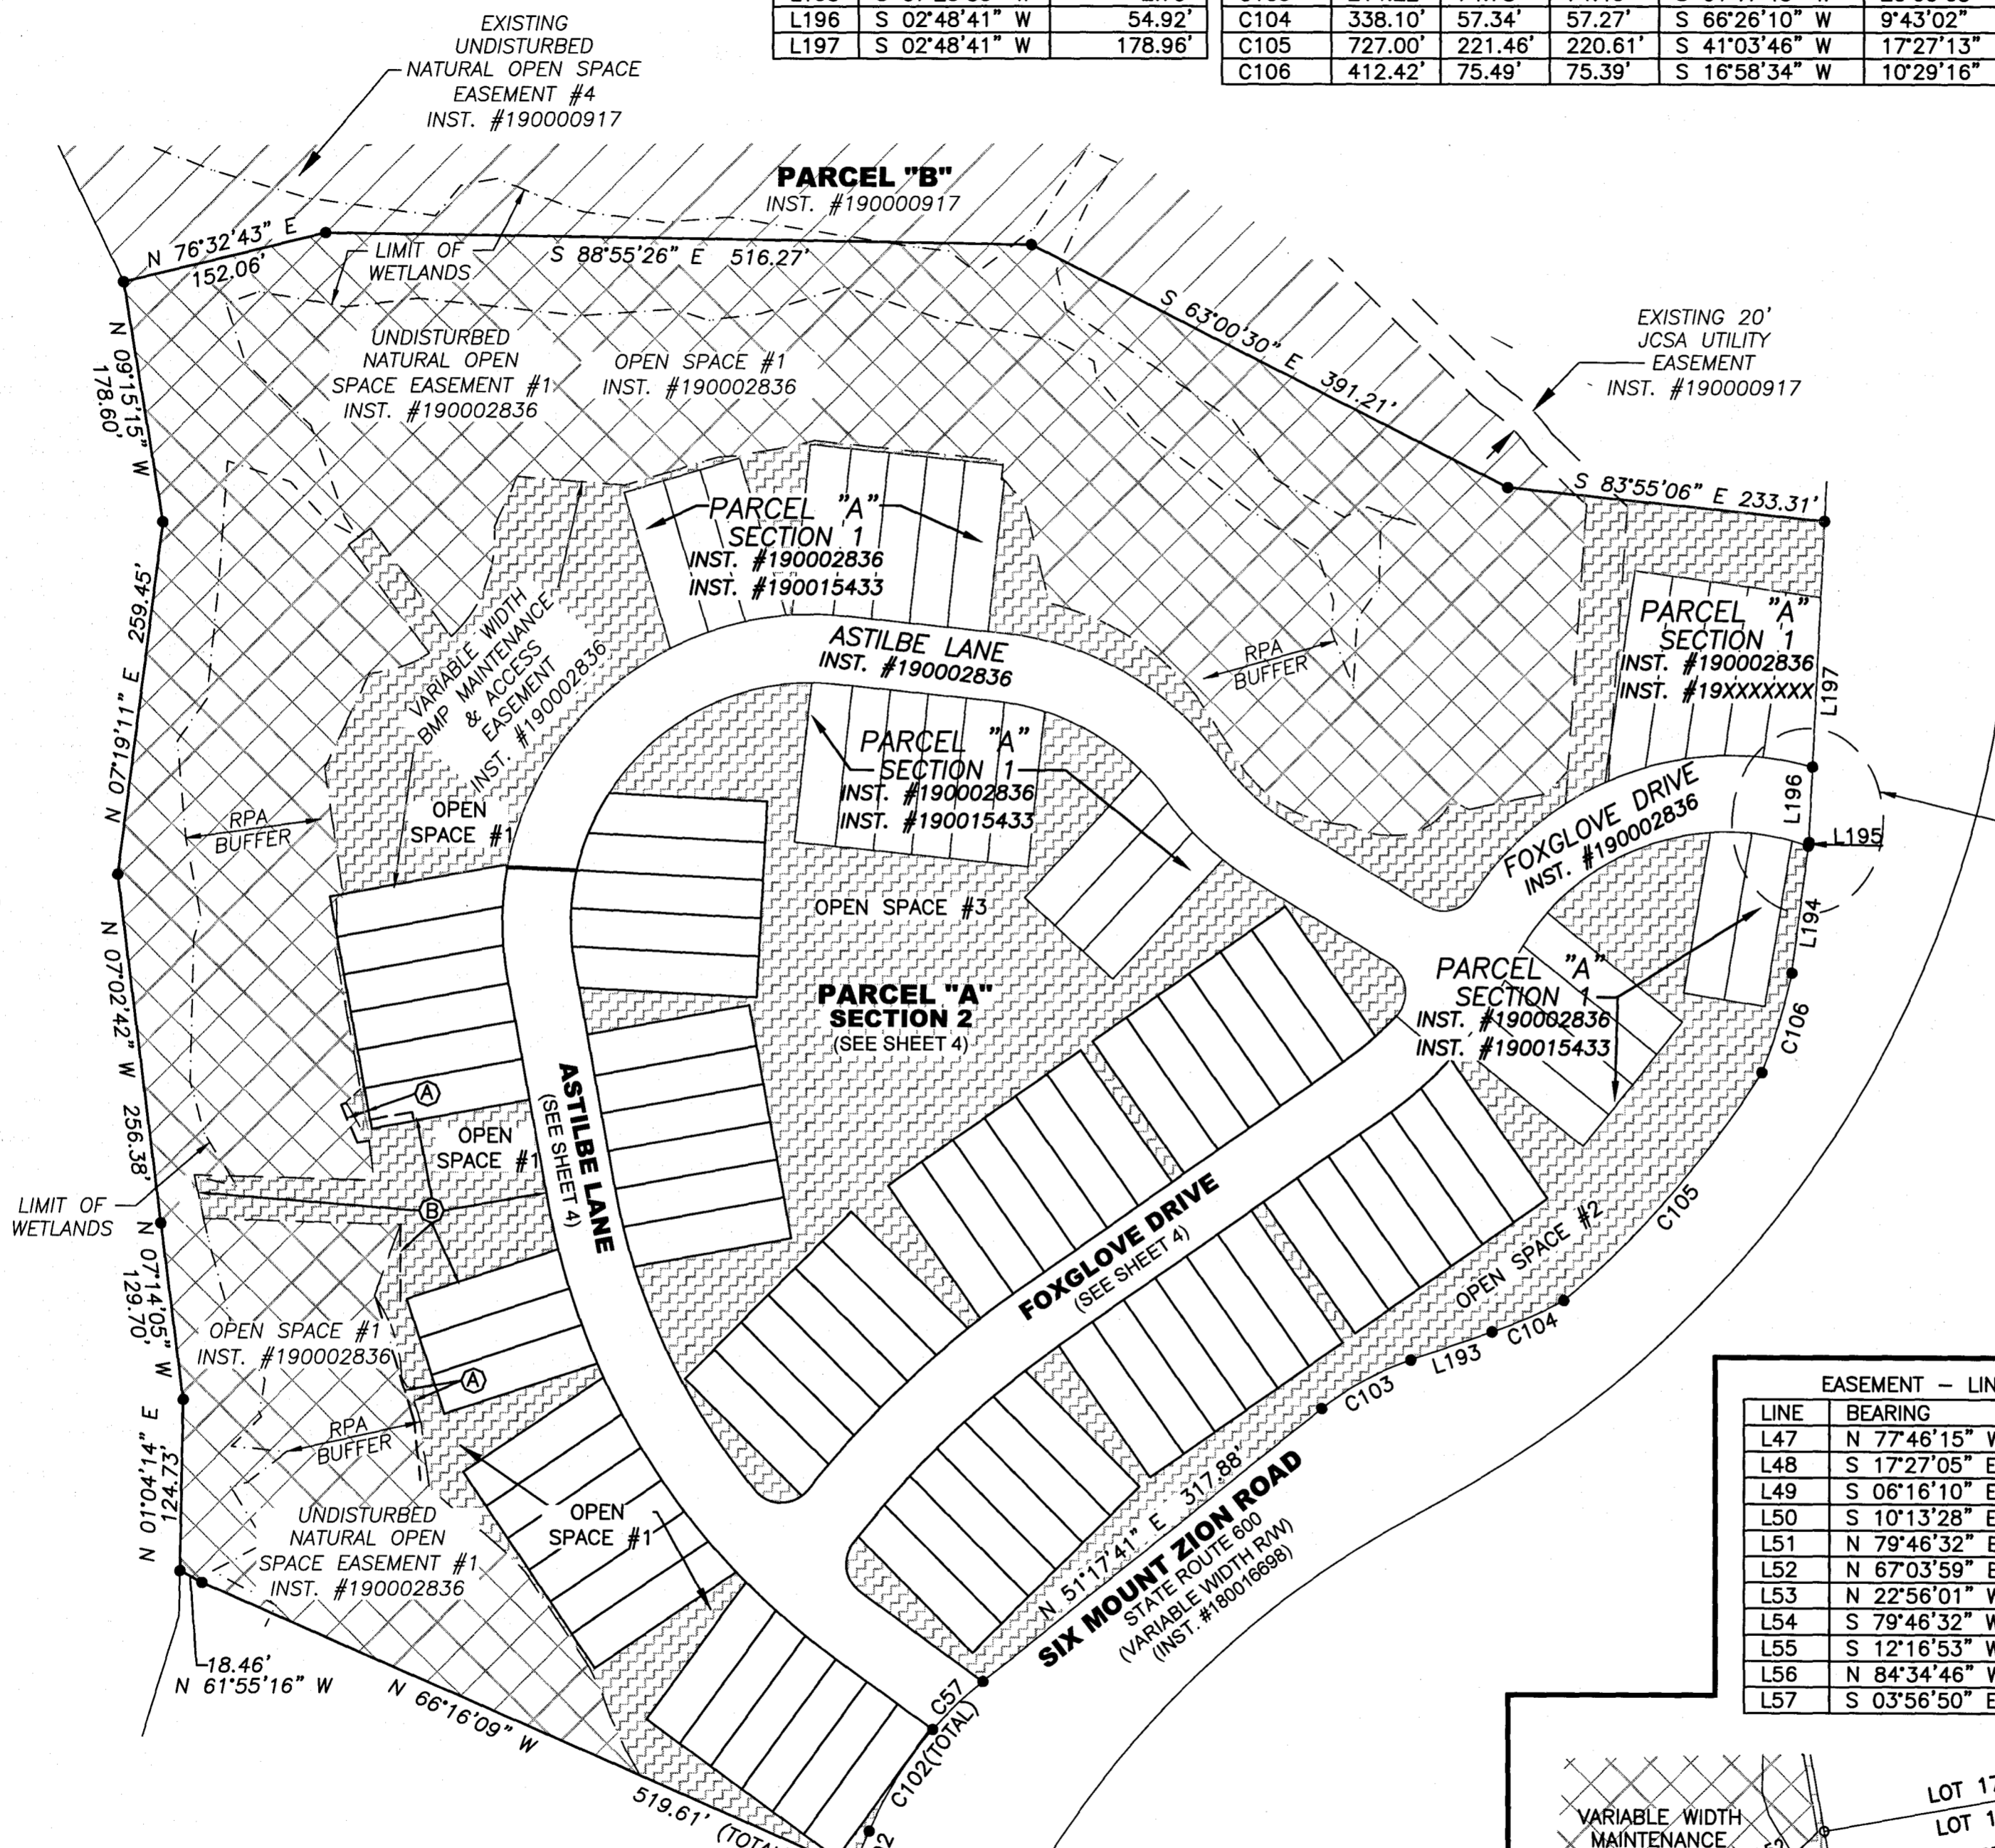 L196 S 02°48'41" W 54.92'
L197 S 02°48'41" W 178.96'
C104 338.10' 57.34' 57.27' S 66°26'10" W 9°43'02"
C105 727.00' 221.46' 220.61' S 41°03'46" W 17°27'13"
C106 412.42' 75.49' 75.39' S 16°58'34" W 10°29'16"
EXISTING
UNDISTURBED
NATURAL OPEN SPACE
EASEMENT #4
INST. #190000917
PARCEL "B"
INST. #190000917
N 76°32'43" E
152.06'
LIMIT OF
WETLANDS
S 88°55'26" E 516.27'
S 63°00'30" E 391.21'
EXISTING 20'
JCSA UTILITY
EASEMENT
INST. #190000917
S 83°55'06" E 233.31'
N 09°15'15" W
178.60'
UNDISTURBED
NATURAL OPEN
SPACE EASEMENT #1
INST. #190002836
OPEN SPACE #1
INST. #190002836
PARCEL "A"
SECTION 1
INST. #190002836
INST. #190015433
VARIABLE WIDTH
BMP MAINTENANCE
& ACCESS
EASEMENT
INST. #190002836
ASTILBE LANE
INST. #190002836
RPA
BUFFER
PARCEL "A"
SECTION 1
INST. #190002836
INST. #19XXXXXXX
L197
N 07°19'11" E 259.45'
RPA
BUFFER
OPEN
SPACE #1
PARCEL "A"
SECTION 1
INST. #190002836
INST. #190015433
FOXGLOVE DRIVE
INST. #190002836
L196
L195
L194
OPEN SPACE #3
PARCEL "A"
SECTION 2
(SEE SHEET 4)
PARCEL "A"
SECTION 1
INST. #190002836
INST. #190015433
C106
N 07°02'42" W 256.38'
A
OPEN
SPACE #1
ASTILBE LANE
(SEE SHEET 4)
B
LIMIT OF
WETLANDS
N 07°14'05" W
129.70'
FOXGLOVE DRIVE
(SEE SHEET 4)
OPEN SPACE #2
C105
C104
L193
C103
OPEN SPACE #1
INST. #190002836
A
RPA
BUFFER
N 01°04'14" E
124.73'
UNDISTURBED
NATURAL OPEN
SPACE EASEMENT #1
INST. #190002836
OPEN
SPACE #1
N 51°17'41" E 317.88'
SIX MOUNT ZION ROAD
STATE ROUTE 600
(VARIABLE WIDTH R/W)
(INST. #180016698)
18.46'
N 61°55'16" W
N 66°16'09" W
519.61'
C57
(TOTAL)
C102(TOTAL)
EASEMENT – LIN
LINE BEARING
L47 N 77°46'15" W
L48 S 17°27'05" E
L49 S 06°16'10" E
L50 S 10°13'28" E
L51 N 79°46'32" E
L52 N 67°03'59" E
L53 N 22°56'01" W
L54 S 79°46'32" W
L55 S 12°16'53" W
L56 N 84°34'46" W
L57 S 03°56'50" E
VARIABLE WIDTH
MAINTENANCE
LOT 17
LOT 1